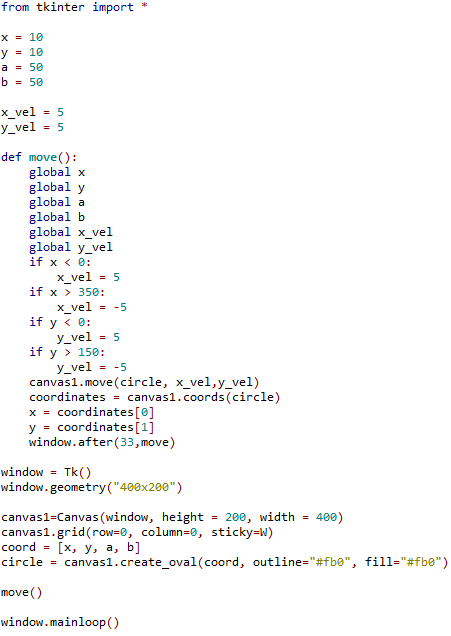 from tkinter import *

x = 10
y = 10
a = 50
b = 50

x_vel = 5
y_vel = 5

def move():
    global x
    global y
    global a
    global b
    global x_vel
    global y_vel
    if x < 0:
        x_vel = 5
    if x > 350:
        x_vel = -5
    if y < 0:
        y_vel = 5
    if y > 150:
        y_vel = -5
    canvas1.move(circle, x_vel,y_vel)
    coordinates = canvas1.coords(circle)
    x = coordinates[0]
    y = coordinates[1]
    window.after(33,move)

window = Tk()
window.geometry("400x200")

canvas1=Canvas(window, height = 200, width = 400)
canvas1.grid(row=0, column=0, sticky=W)
coord = [x, y, a, b]
circle = canvas1.create_oval(coord, outline="#fb0", fill="#fb0")

move()

window.mainloop()